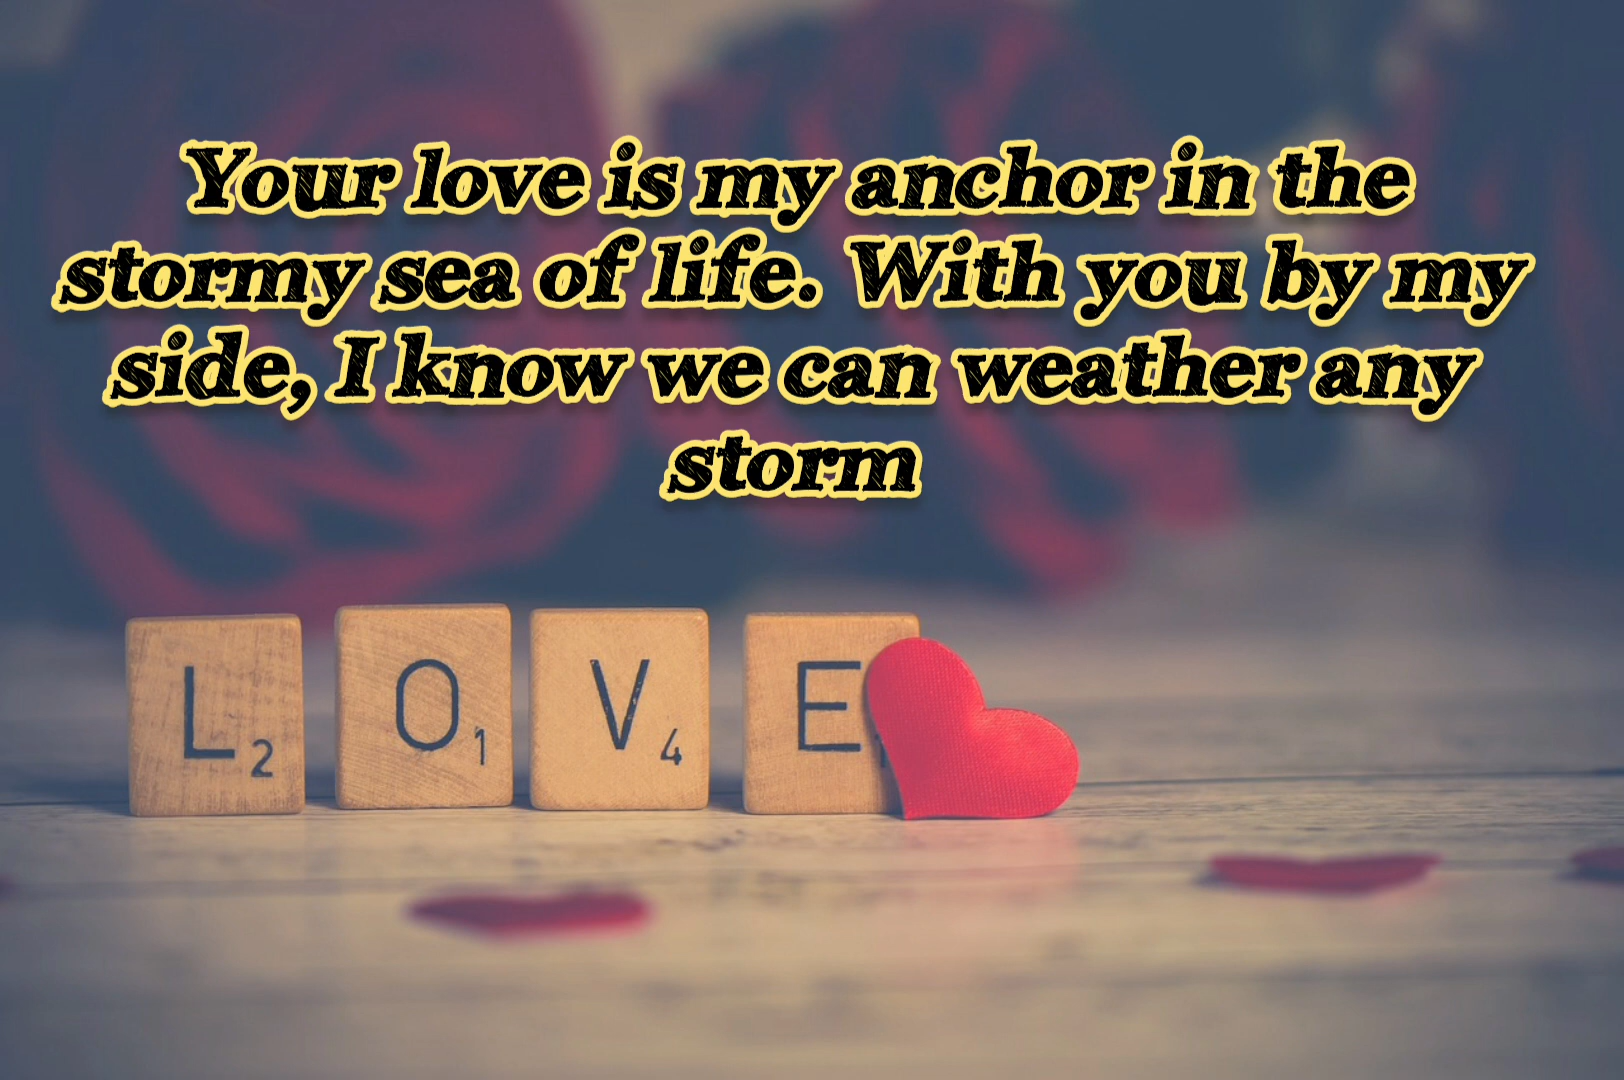 Your love is my anchor in the
stormy sea of life. With you by my
side, I know we can weather any
storm
L2 O1 V4 E